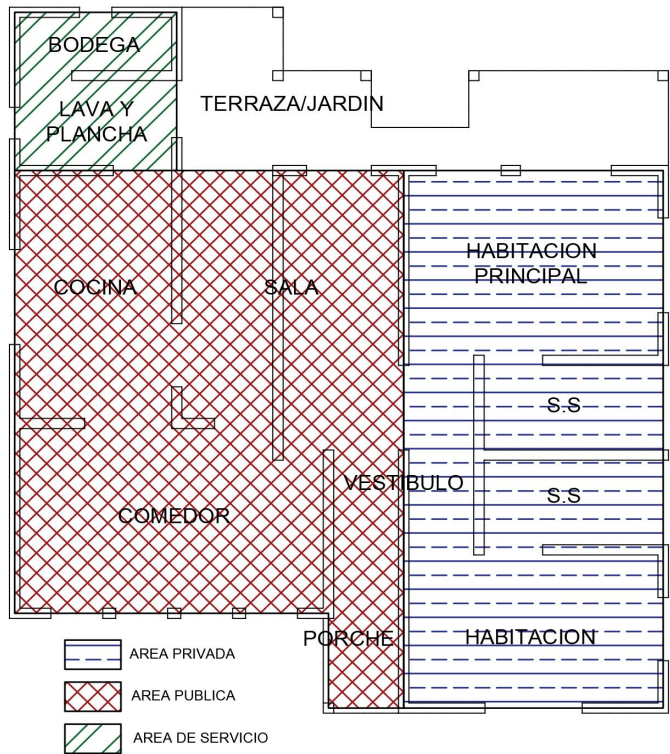 BODEGA
LAVA Y
PLANCHA
TERRAZA/JARDIN
COCINA
SALA
HABITACION
PRINCIPAL
S.S
VESTIBULO
S.S
COMEDOR
PORCHE
HABITACION
AREA PRIVADA
AREA PUBLICA
AREA DE SERVICIO